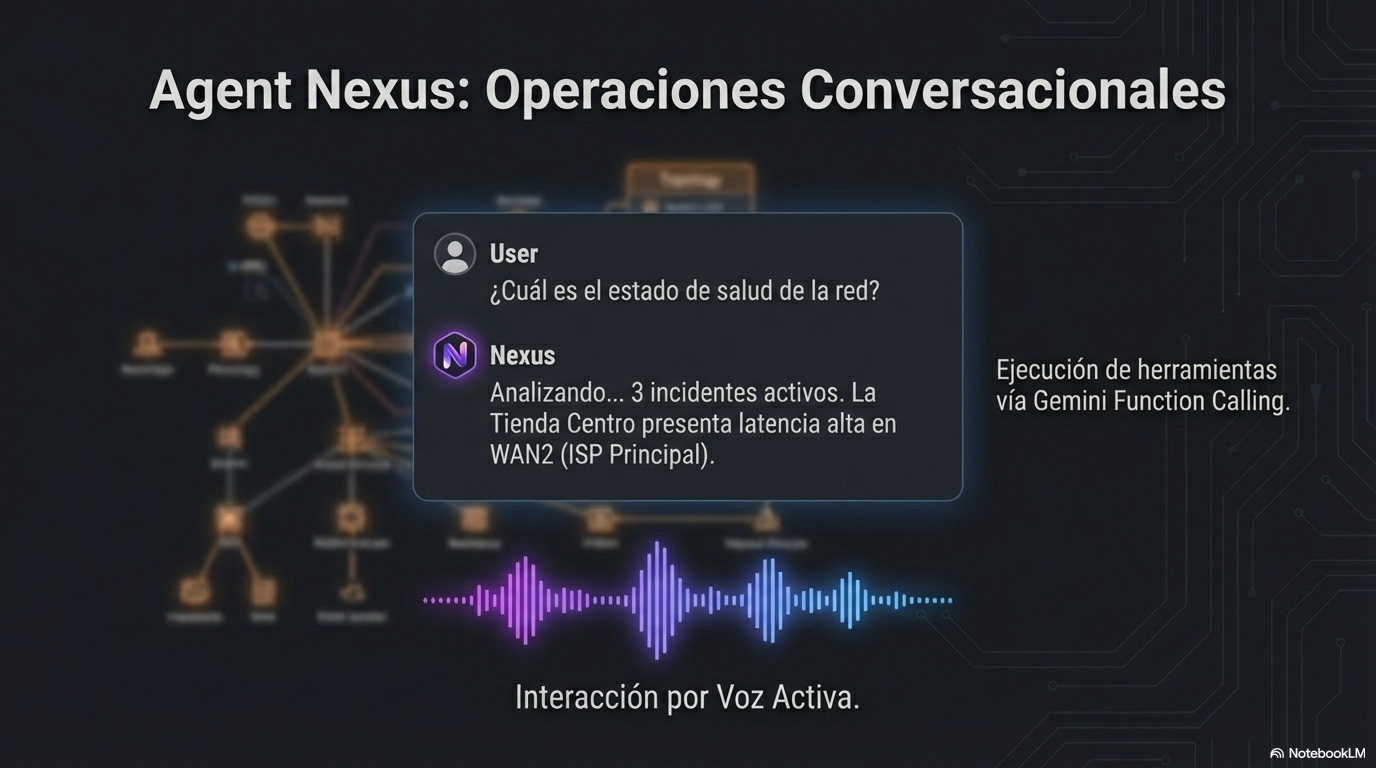 Agent Nexus: Operaciones Conversacionales
User
¿Cuál es el estado de salud de la red?
Nexus
Analizando... 3 incidentes activos. La
Tienda Centro presenta latencia alta en
WAN2 (ISP Principal).
Ejecución de herramientas
vía Gemini Function Calling.
Interacción por Voz Activa.
NotebookLM